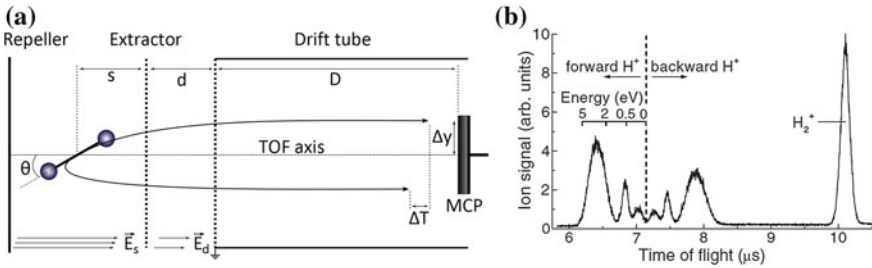 (a)
Repeller
Extractor
Drift tube
s
d
D
θ
TOF axis
Δy
ΔT
MCP
E_s
E_d
(b)
Ion signal (arb. units)
10
8
6
4
2
0
forward H⁺
backward H⁺
Energy (eV)
5 2 0.5 0
H₂⁺
6 7 8 9 10
Time of flight (μs)